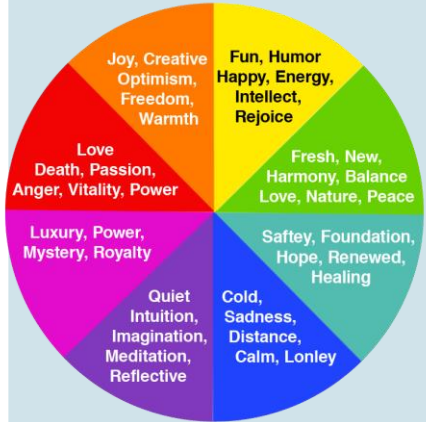 Joy, Creative
Optimism,
Freedom,
Warmth
Fun, Humor
Happy, Energy,
Intellect,
Rejoice
Fresh, New,
Harmony, Balance
Love, Nature, Peace
Saftey, Foundation,
Hope, Renewed,
Healing
Cold,
Sadness,
Distance,
Calm, Lonley
Quiet
Intuition,
Imagination,
Meditation,
Reflective
Luxury, Power,
Mystery, Royalty
Love
Death, Passion,
Anger, Vitality, Power